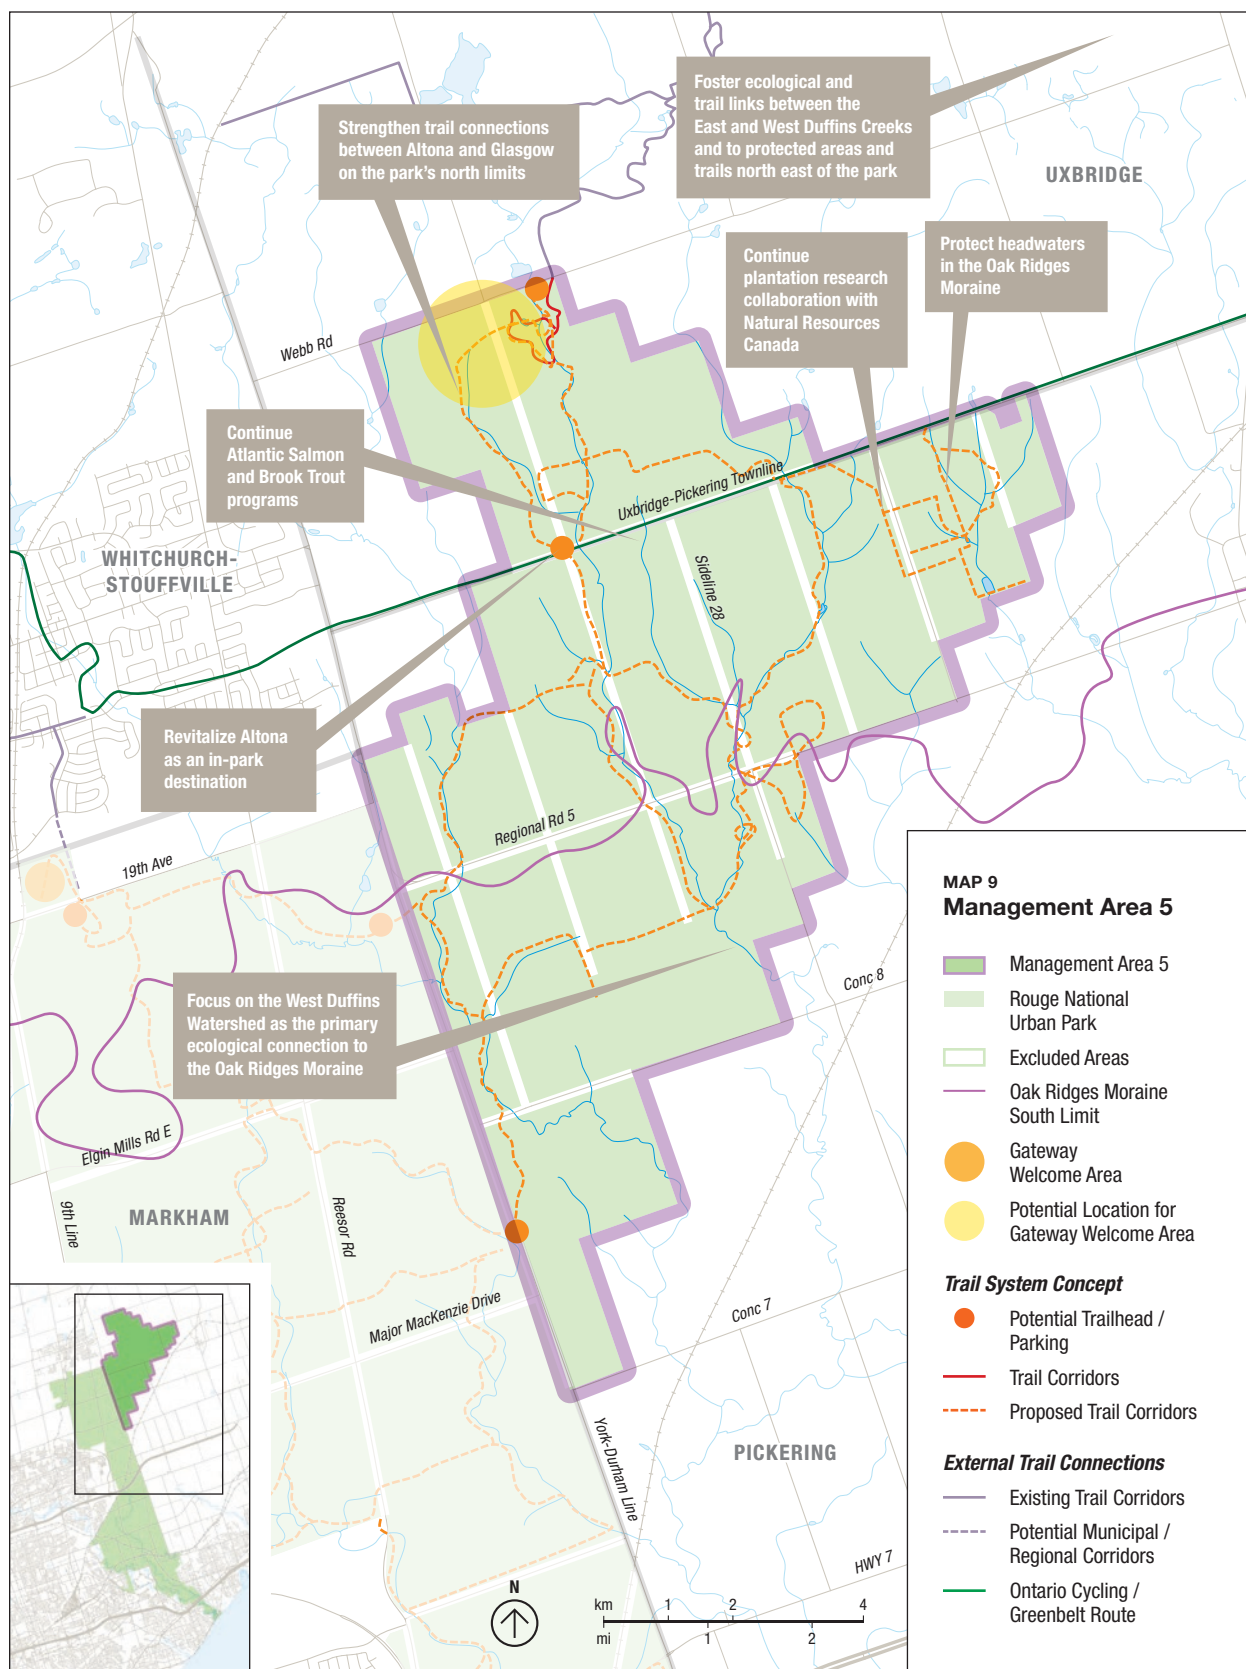 Foster ecological and
trail links between the
East and West Duffins Creeks
and to protected areas and
trails north east of the park
Strengthen trail connections
between Altona and Glasgow
on the park's north limits
UXBRIDGE
Continue
plantation research
collaboration with
Natural Resources
Canada
Protect headwaters
in the Oak Ridges
Moraine
Webb Rd
Continue
Atlantic Salmon
and Brook Trout
programs
Uxbridge-Pickering Townline
WHITCHURCH-
STOUFFVILLE
Sideline 28
Revitalize Altona
as an in-park
destination
Regional Rd 5
19th Ave
Focus on the West Duffins
Watershed as the primary
ecological connection to
the Oak Ridges Moraine
Conc 8
Elgin Mills Rd E
MARKHAM
9th Line
Reesor Rd
Major MacKenzie Drive
Conc 7
York-Durham Line
PICKERING
HWY 7
N
km 1 2 4
mi 1 2
MAP 9
Management Area 5
Management Area 5
Rouge National
Urban Park
Excluded Areas
Oak Ridges Moraine
South Limit
Gateway
Welcome Area
Potential Location for
Gateway Welcome Area
Trail System Concept
Potential Trailhead /
Parking
Trail Corridors
Proposed Trail Corridors
External Trail Connections
Existing Trail Corridors
Potential Municipal /
Regional Corridors
Ontario Cycling /
Greenbelt Route